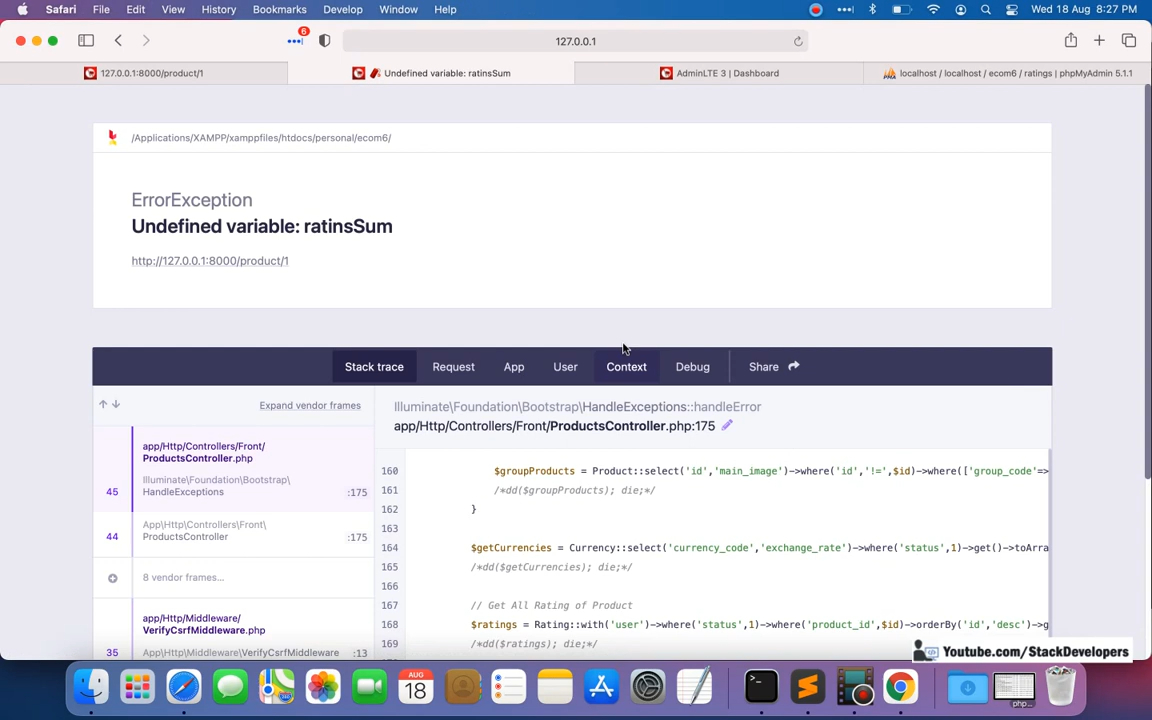 Safari File Edit View History Bookmarks Develop Window Help Wed 18 Aug 8:27 PM
6
127.0.0.1
127.0.0.1:8000/product/1 Undefined variable: ratinsSum AdminLTE 3 | Dashboard localhost / localhost / ecom6 / ratings | phpMyAdmin 5.1.1
/Applications/XAMPP/xamppfiles/htdocs/personal/ecom6/
ErrorException
Undefined variable: ratinsSum
http://127.0.0.1:8000/product/1
Stack trace Request App User Context Debug Share
Expand vendor frames
Illuminate\Foundation\Bootstrap\HandleExceptions::handleError
app/Http/Controllers/Front/ProductsController.php:175
app/Http/Controllers/Front/
ProductsController.php
Illuminate\Foundation\Bootstrap\
45 HandleExceptions :175
App\Http\Controllers\Front\
44 ProductsController :175
8 vendor frames…
app/Http/Middleware/
VerifyCsrfMiddleware.php
35 App\Http\Middleware\VerifyCsrfMiddleware :13
160 $groupProducts = Product::select('id','main_image')->where('id','!=',$id)->where(['group_code'=>
161 /*dd($groupProducts); die;*/
162 }
163
164 $getCurrencies = Currency::select('currency_code','exchange_rate')->where('status',1)->get()->toArra
165 /*dd($getCurrencies); die;*/
166
167 // Get All Rating of Product
168 $ratings = Rating::with('user')->where('status',1)->where('product_id',$id)->orderBy('id','desc')->g
169 /*dd($ratings); die;*/
Youtube.com/StackDevelopers
AUG
18
php...